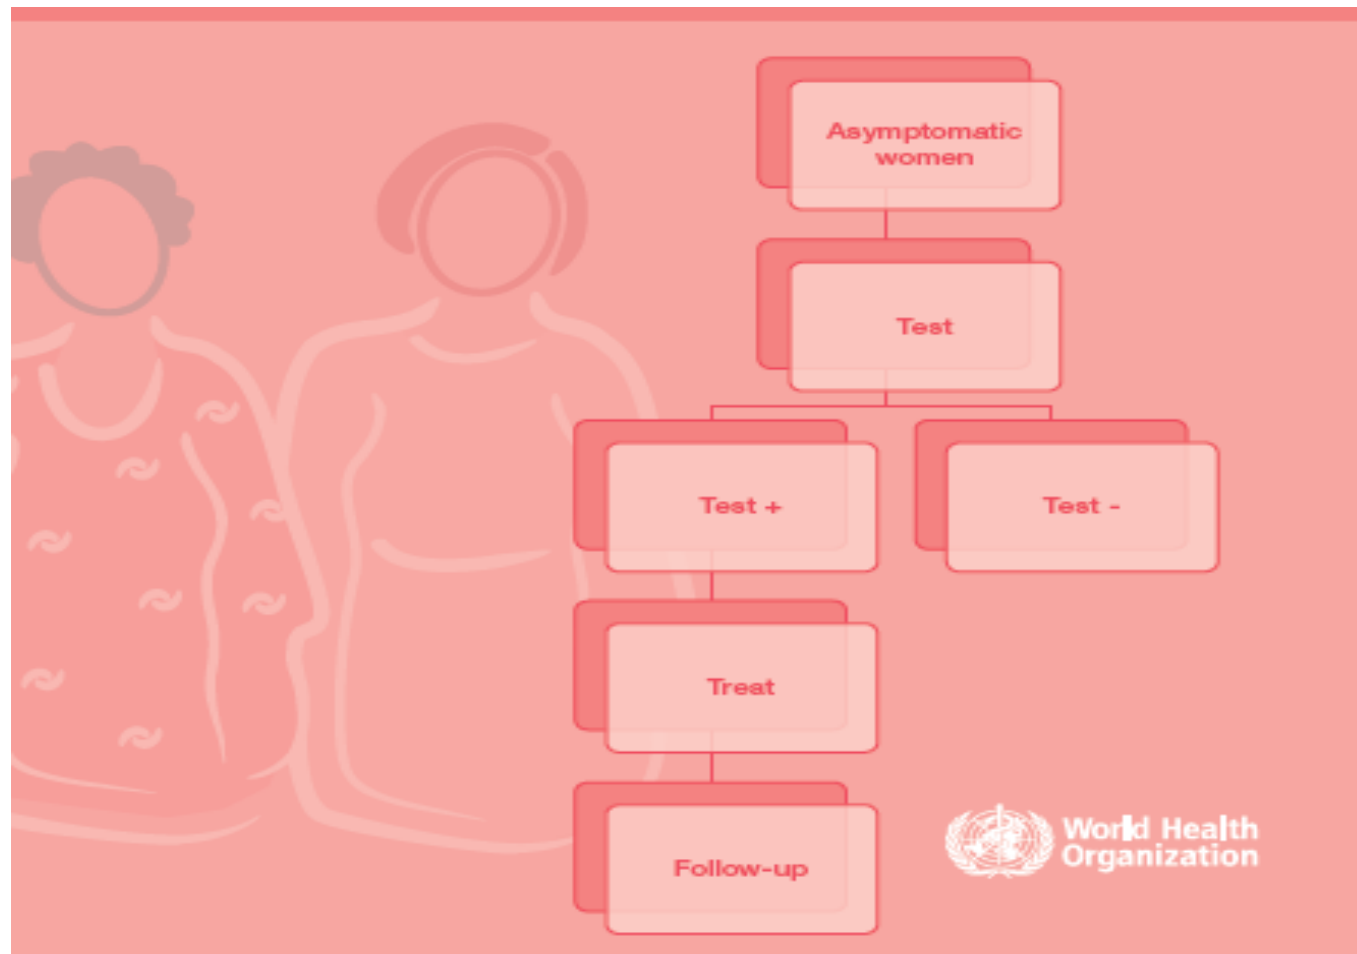 Asymptomatic
women
Test
Test +
Test -
Treat
Follow-up
World Health
Organization